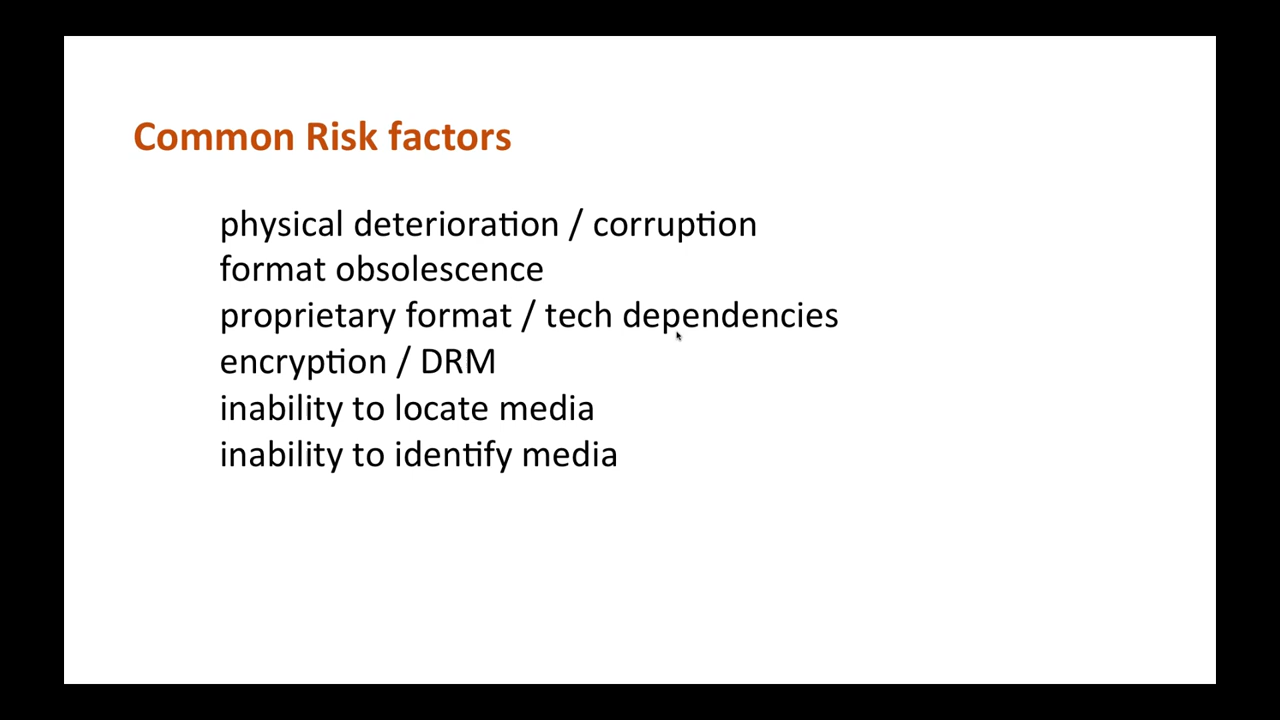 Common Risk factors
physical deterioration / corruption
format obsolescence
proprietary format / tech dependencies
encryption / DRM
inability to locate media
inability to identify media